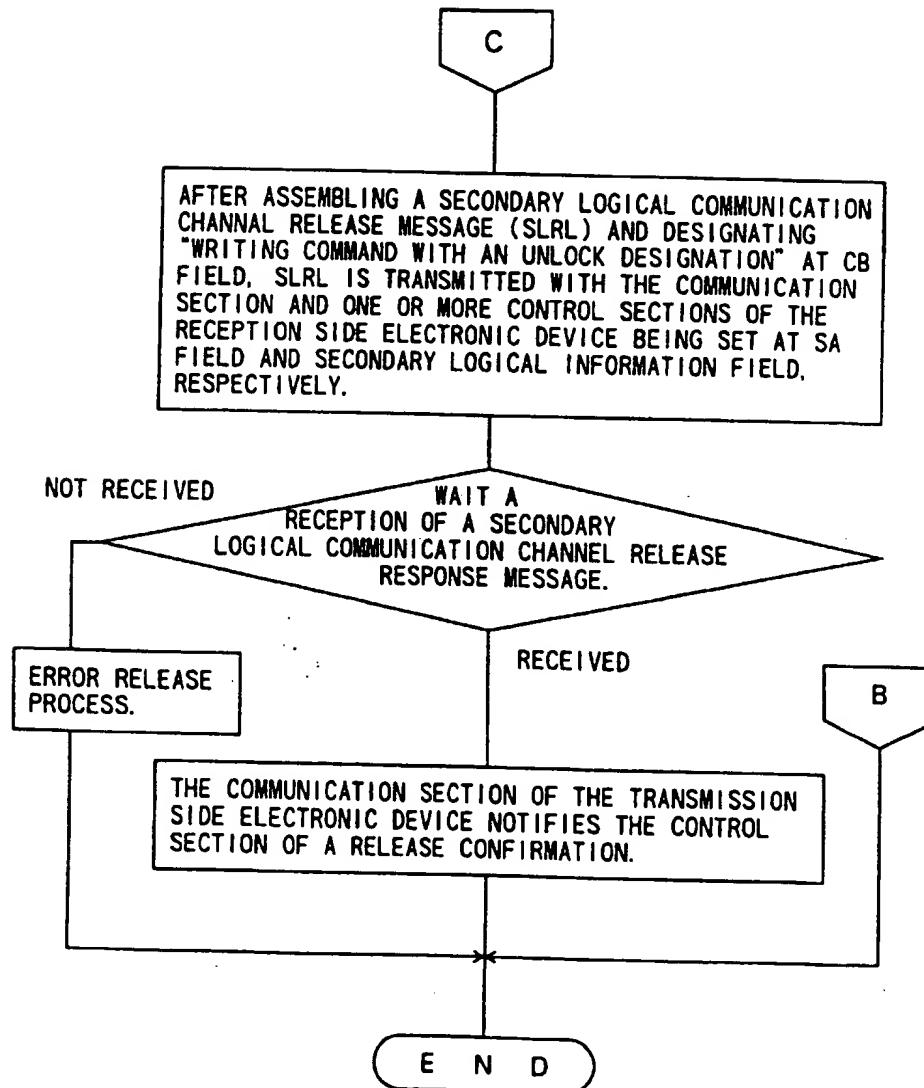 C
AFTER ASSEMBLING A SECONDARY LOGICAL COMMUNICATION
CHANNEL RELEASE MESSAGE (SLRL) AND DESIGNATING
"WRITING COMMAND WITH AN UNLOCK DESIGNATION" AT CB
FIELD, SLRL IS TRANSMITTED WITH THE COMMUNICATION
SECTION AND ONE OR MORE CONTROL SECTIONS OF THE
RECEPTION SIDE ELECTRONIC DEVICE BEING SET AT SA
FIELD AND SECONDARY LOGICAL INFORMATION FIELD,
RESPECTIVELY.
NOT RECEIVED
WAIT A
RECEPTION OF A SECONDARY
LOGICAL COMMUNICATION CHANNEL RELEASE
RESPONSE MESSAGE.
RECEIVED
ERROR RELEASE
PROCESS.
B
THE COMMUNICATION SECTION OF THE TRANSMISSION
SIDE ELECTRONIC DEVICE NOTIFIES THE CONTROL
SECTION OF A RELEASE CONFIRMATION.
E N D